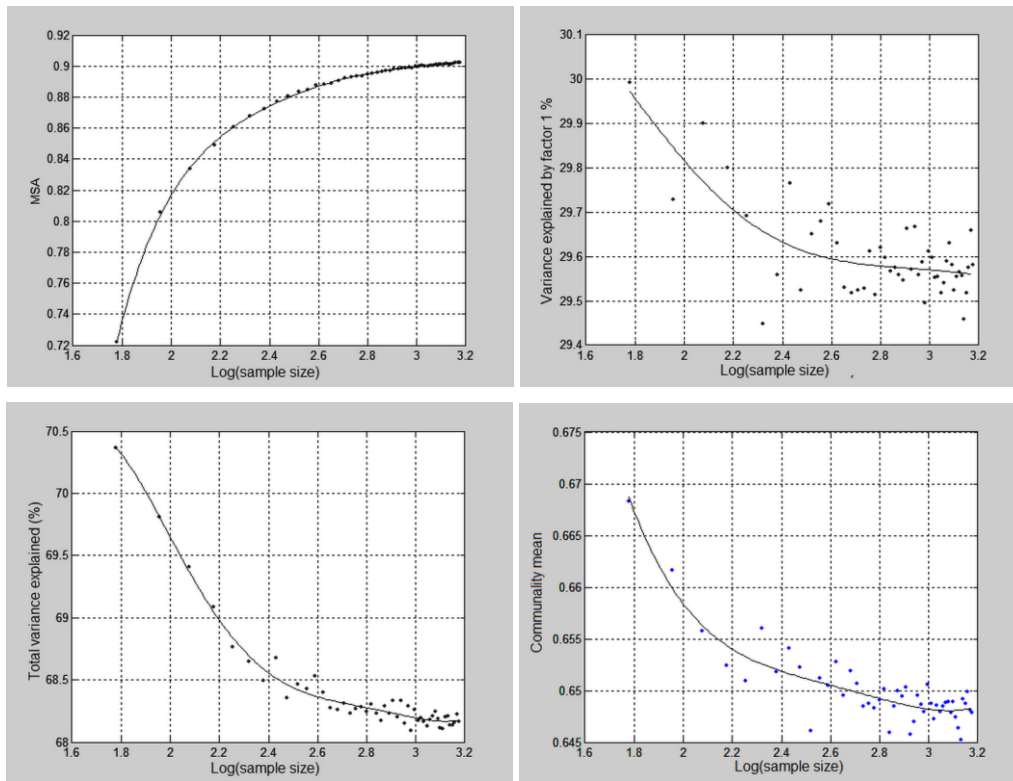 MSA
0.92
0.9
0.88
0.86
0.84
0.82
0.8
0.78
0.76
0.74
0.72
1.6 1.8 2 2.2 2.4 2.6 2.8 3 3.2
Log(sample size)
Variance explained by factor 1 %
30.1
30
29.9
29.8
29.7
29.6
29.5
29.4
1.6 1.8 2 2.2 2.4 2.6 2.8 3 3.2
Log(sample size)
Total variance explained (%)
70.5
70
69.5
69
68.5
68
1.6 1.8 2 2.2 2.4 2.6 2.8 3 3.2
Log(sample size)
Communality mean
0.675
0.67
0.665
0.66
0.655
0.65
0.645
1.6 1.8 2 2.2 2.4 2.6 2.8 3 3.2
Log(sample size)